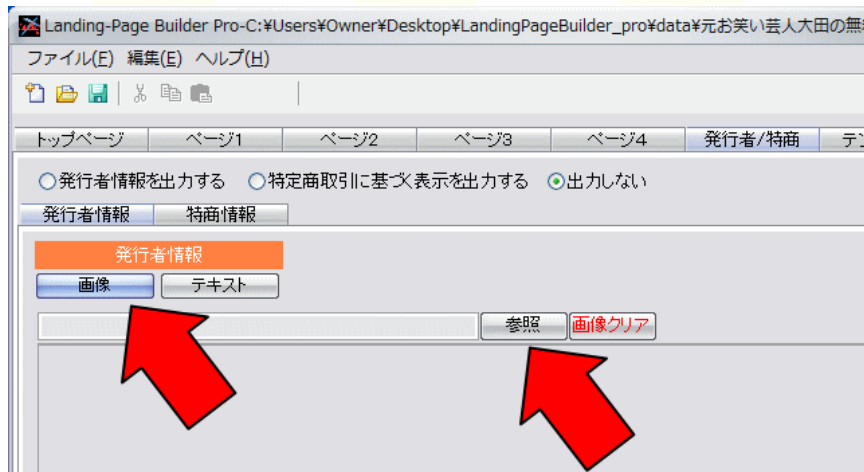 Landing-Page Builder Pro-C:¥Users¥Owner¥Desktop¥LandingPageBuilder_pro¥data¥元お笑い芸人大田の無
ファイル(F) 編集(E) ヘルプ(H)
トップページ ページ1 ページ2 ページ3 ページ4 発行者/特商 テン
発行者情報を出力する 特定商取引に基づく表示を出力する 出力しない
発行者情報 特商情報
発行者情報
画像 テキスト
参照 画像クリア